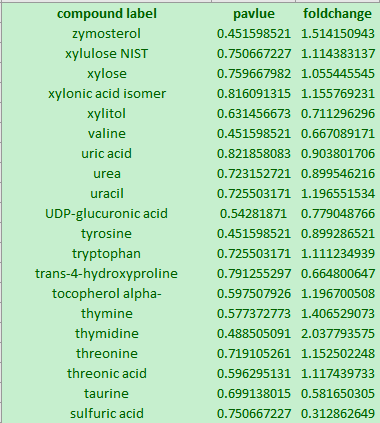 compound label pavlue foldchange
zymosterol 0.451598521 1.514150943
xylulose NIST 0.750667227 1.114383137
xylose 0.759667982 1.055445545
xylonic acid isomer 0.816091315 1.155769231
xylitol 0.631456673 0.711296296
valine 0.451598521 0.667089171
uric acid 0.821858083 0.903801706
urea 0.723152721 0.899546216
uracil 0.725503171 1.196551534
UDP-glucuronic acid 0.54281871 0.779048766
tyrosine 0.451598521 0.899286521
tryptophan 0.725503171 1.111234939
trans-4-hydroxyproline 0.791255297 0.664800647
tocopherol alpha- 0.597507926 1.196700508
thymine 0.577372773 1.406529073
thymidine 0.488505091 2.037793575
threonine 0.719105261 1.152502248
threonic acid 0.596295131 1.117439733
taurine 0.699138015 0.581650305
sulfuric acid 0.750667227 0.312862649